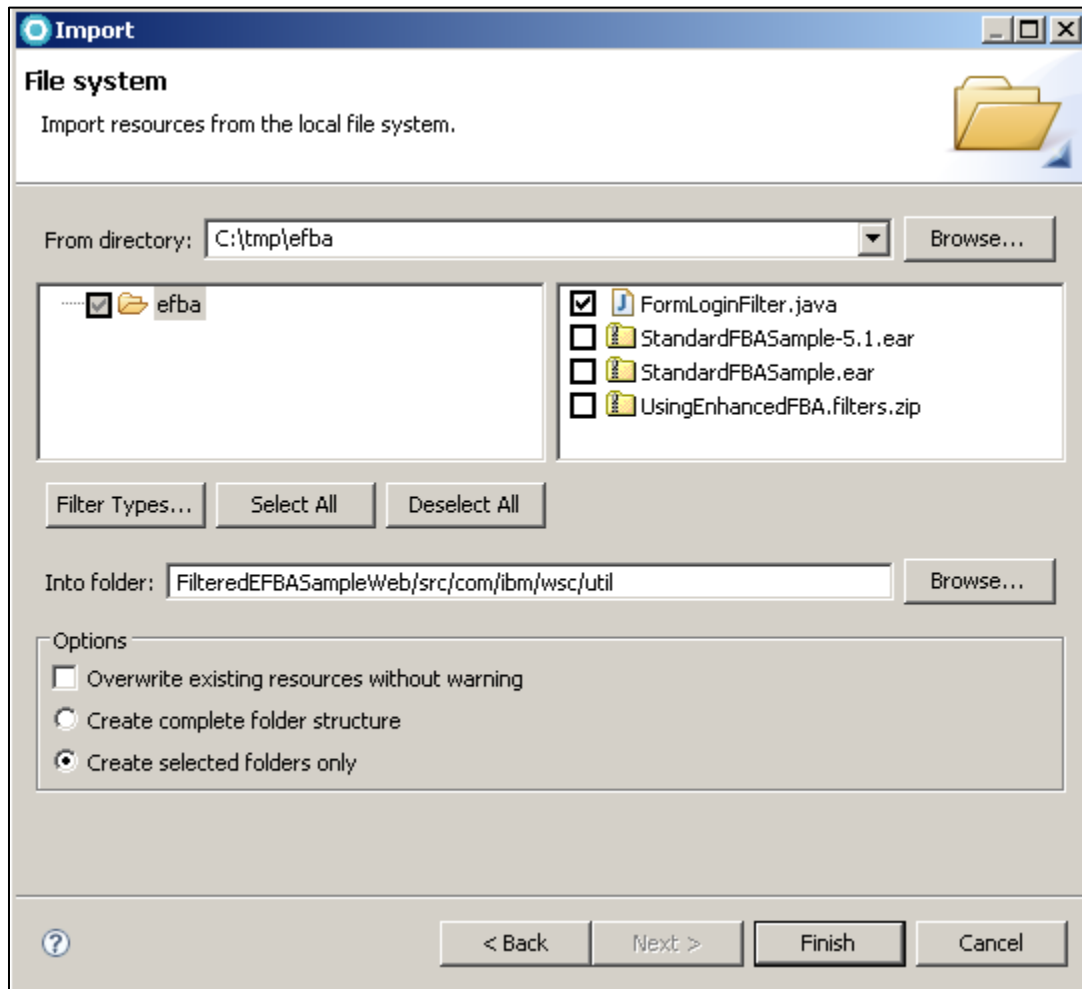 Import
File system
Import resources from the local file system.
From directory: C:\tmp\efba Browse...
efba
FormLoginFilter.java
StandardFBASample-5.1.ear
StandardFBASample.ear
UsingEnhancedFBA.filters.zip
Filter Types... Select All Deselect All
Into folder: FilteredEFBASampleWeb/src/com/ibm/wsc/util Browse...
Options
Overwrite existing resources without warning
Create complete folder structure
Create selected folders only
? < Back Next > Finish Cancel